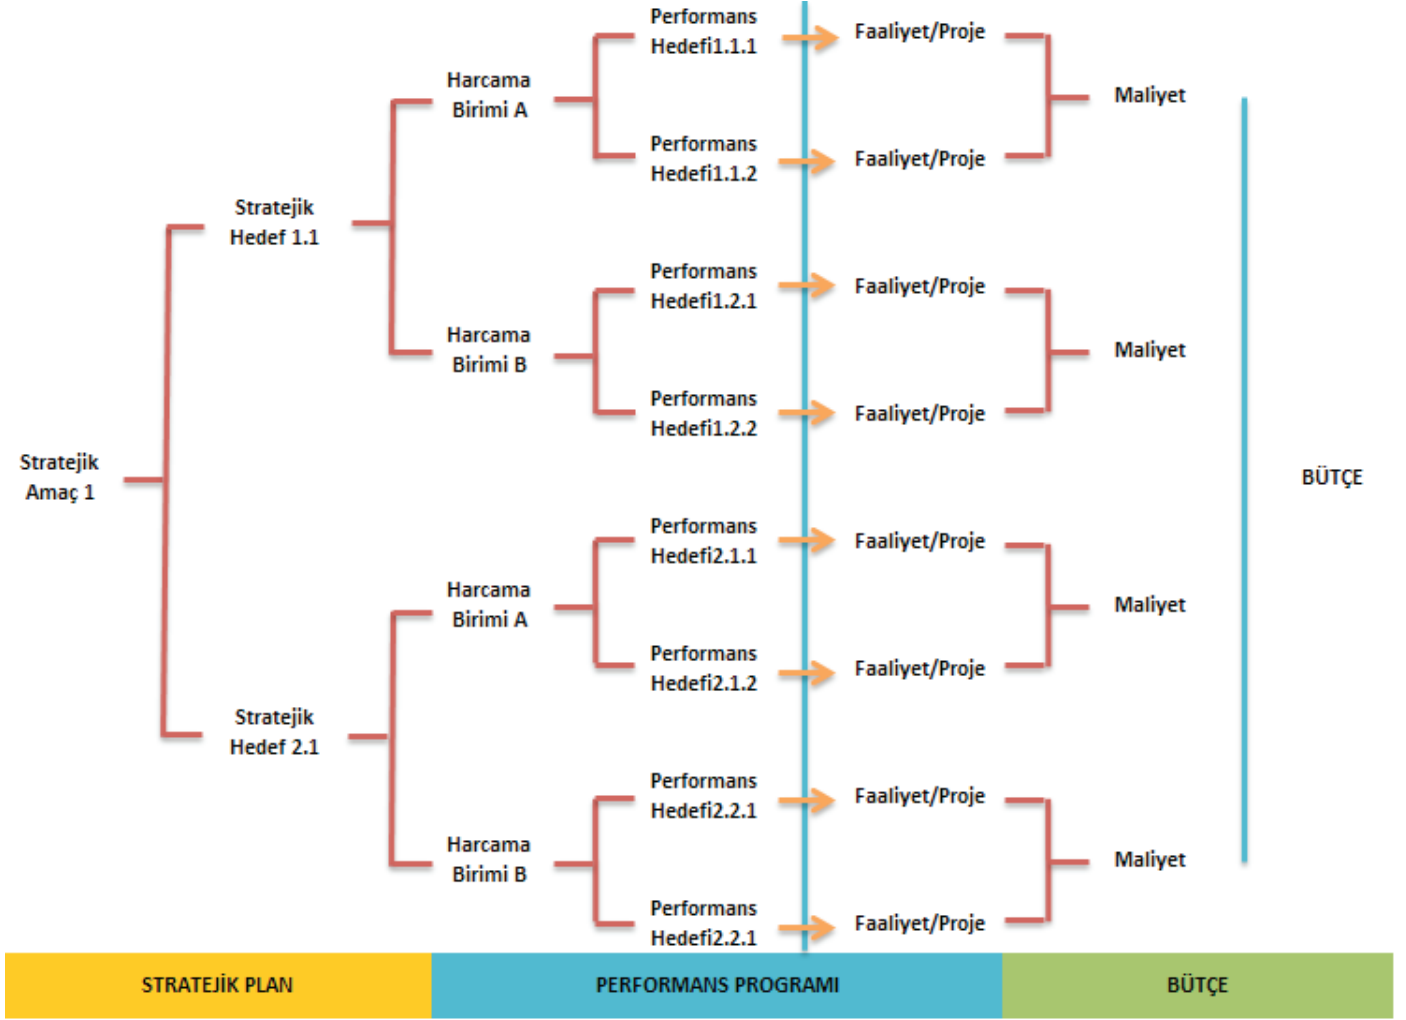 Performans
Hedefi1.1.1
Faaliyet/Proje
Harcama
Birimi A
Maliyet
Performans
Hedefi1.1.2
Faaliyet/Proje
Stratejik
Hedef 1.1
Performans
Hedefi1.2.1
Faaliyet/Proje
Harcama
Birimi B
Maliyet
Performans
Hedefi1.2.2
Faaliyet/Proje
Stratejik
Amaç 1
BÜTÇE
Performans
Hedefi2.1.1
Faaliyet/Proje
Harcama
Birimi A
Maliyet
Performans
Hedefi2.1.2
Faaliyet/Proje
Stratejik
Hedef 2.1
Performans
Hedefi2.2.1
Faaliyet/Proje
Harcama
Birimi B
Maliyet
Performans
Hedefi2.2.1
Faaliyet/Proje
STRATEJİK PLAN
PERFORMANS PROGRAMI
BÜTÇE